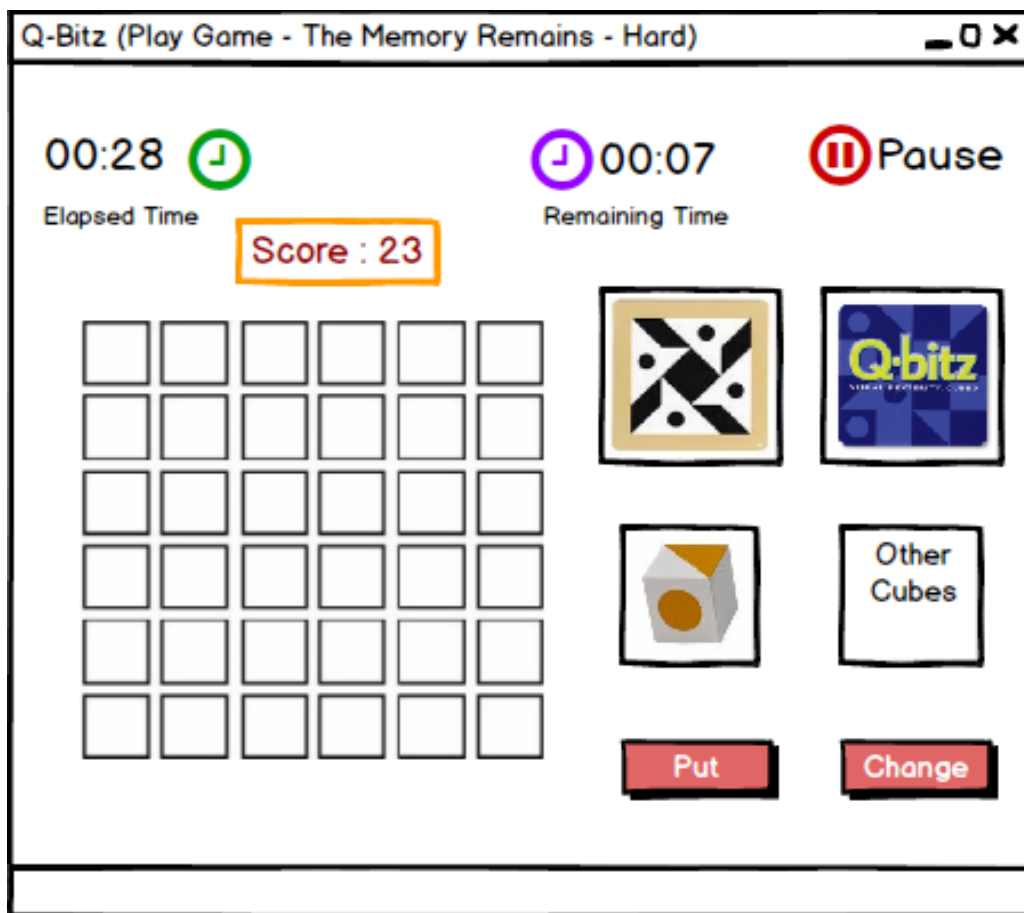 Q-Bitz (Play Game - The Memory Remains - Hard)
00:28
00:07
Pause
Elapsed Time
Remaining Time
Score : 23
Q·bitz
Other
Cubes
Put
Change